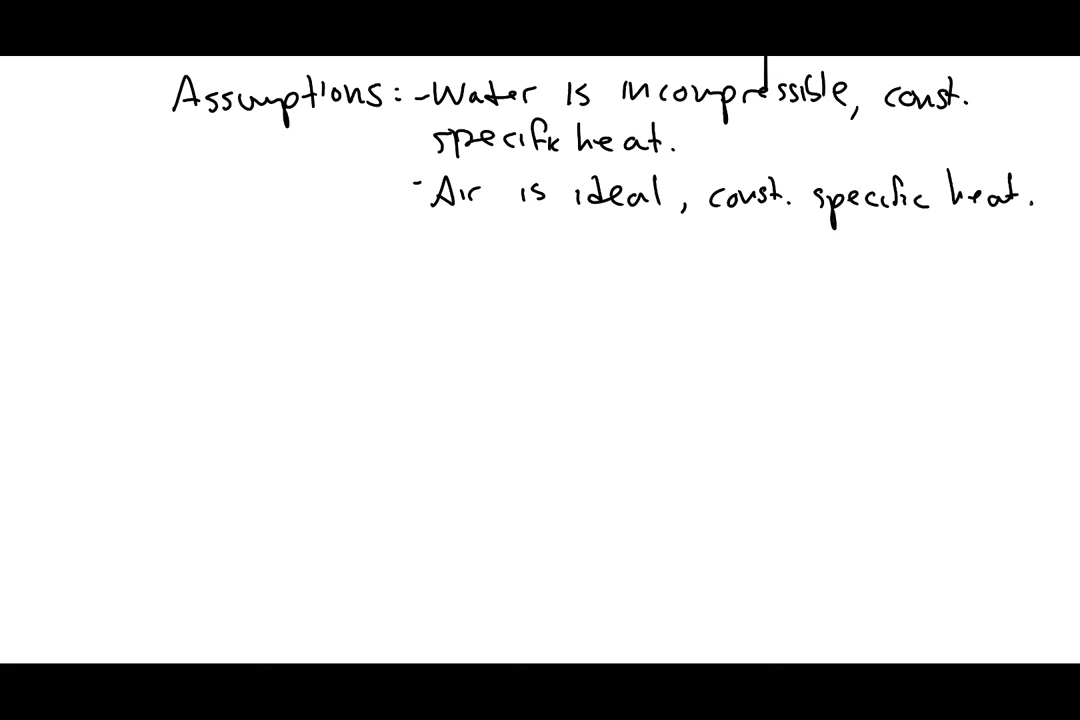 Assumptions: -Water is incompressible, const.
specific heat.
- Air is ideal, const. specific heat.